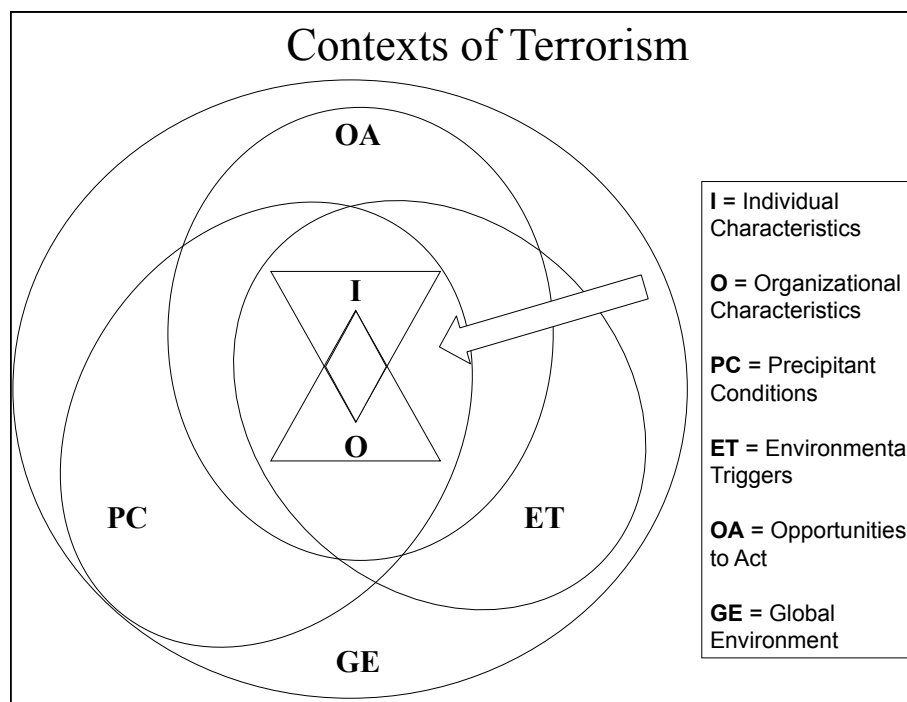 Contexts of Terrorism
OA
I
O
PC
ET
GE
I = Individual
Characteristics
O = Organizational
Characteristics
PC = Precipitant
Conditions
ET = Environmenta
Triggers
OA = Opportunities
to Act
GE = Global
Environment